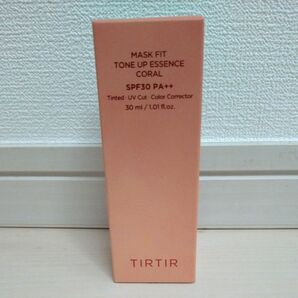 MASK FIT
TONE UP ESSENCE
CORAL
SPF30 PA++
Tinted · UV Cut · Color Corrector
30 ml / 1.01 fl.oz.
TIRTIR